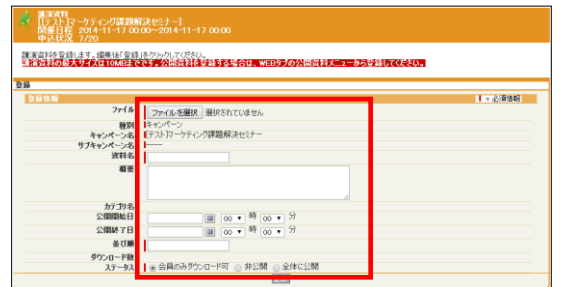 講演資料
[[テスト]マーケティング課題解決セミナー]
開催日程 2014-11-17 00:00~2014-11-17 00:00
申込状況 7/20
講演資料を登録します。編集後「登録」をクリックしてください。
※講演資料の最大サイズは10MBまでです。公開資料を登録する場合は、WEBタブの公開資料メニューから登録してください。
登録
登録情報
= 必須情報
ファイル ファイルを選択 選択されていません
種別 キャンペーン
キャンペーン名 [テスト]マーケティング課題解決セミナー
サブキャンペーン名 ----
資料名
概要
カテゴリ名
公開開始日 00 時 00 分
公開終了日 00 時 00 分
並び順
ダウンロード数
ステータス 会員のみダウンロード可 非公開 全体に公開